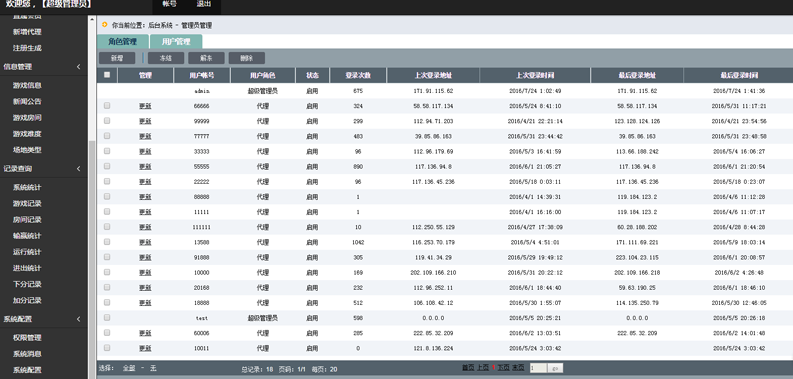 欢迎您，【超级管理员】 帐号 退出
直属会员
新增代理
注册生成
信息管理
游戏信息
新闻公告
游戏房间
游戏难度
场地类型
记录查询
系统统计
游戏记录
房间记录
输赢统计
运行统计
进出统计
下分记录
加分记录
系统配置
权限管理
系统消息
系统配置
你当前位置：后台系统 - 管理员管理
角色管理 用户管理
新增 冻结 解冻 删除
管理 用户帐号 用户角色 状态 登录次数 上次登录地址 上次登录时间 最后登录地址 最后登录时间
admin 超级管理员 启用 675 171.91.115.62 2016/7/24 1:02:49 171.91.115.62 2016/7/24 1:41:36
更新 66666 代理 启用 324 58.58.117.134 2016/5/24 8:41:10 58.58.117.134 2016/5/31 11:17:21
更新 99999 代理 启用 299 112.94.71.203 2016/4/21 22:21:14 123.128.124.126 2016/4/21 23:54:56
更新 77777 代理 启用 483 39.85.86.163 2016/5/31 23:44:42 39.85.86.163 2016/5/31 23:48:58
更新 33333 代理 启用 96 112.96.179.69 2016/5/3 16:41:59 113.66.188.242 2016/5/4 16:06:27
更新 55555 代理 启用 890 117.136.94.8 2016/6/1 21:05:27 117.136.94.8 2016/6/1 21:20:54
更新 22222 代理 启用 96 117.136.45.236 2016/5/18 0:03:11 117.136.45.236 2016/5/18 0:23:07
更新 88888 代理 启用 1 2016/4/1 14:39:31 119.184.123.2 2016/4/6 11:12:28
更新 11111 代理 启用 1 2016/4/1 16:16:00 119.184.123.2 2016/4/6 11:07:17
更新 111111 代理 启用 10 112.250.55.129 2016/4/27 17:38:09 60.28.188.202 2016/4/28 8:44:28
更新 13588 代理 启用 1042 116.253.70.179 2016/5/4 4:51:01 171.111.69.221 2016/5/9 18:03:14
更新 91888 代理 启用 305 119.41.34.29 2016/5/29 19:49:12 223.104.23.115 2016/6/1 20:08:57
更新 10000 代理 启用 169 202.109.166.210 2016/5/31 20:22:12 202.109.166.218 2016/6/2 4:26:48
更新 20168 代理 启用 232 112.96.252.11 2016/6/1 18:44:40 59.63.190.25 2016/6/1 18:46:10
更新 18888 代理 启用 512 106.108.42.12 2016/5/30 1:55:07 114.135.250.79 2016/5/30 12:46:05
test 超级管理员 启用 598 0.0.0.0 2016/5/5 20:25:21 0.0.0.0 2016/5/5 20:26:18
更新 60006 代理 启用 285 222.85.32.209 2016/6/2 13:03:51 222.85.32.209 2016/6/2 14:01:48
更新 10011 代理 启用 0 121.8.136.224 2016/5/24 3:03:42 2016/5/24 3:03:42
选择： 全部 - 无 总记录：18 页码：1/1 每页：20 首页 上页 1 下页 末页 1 go